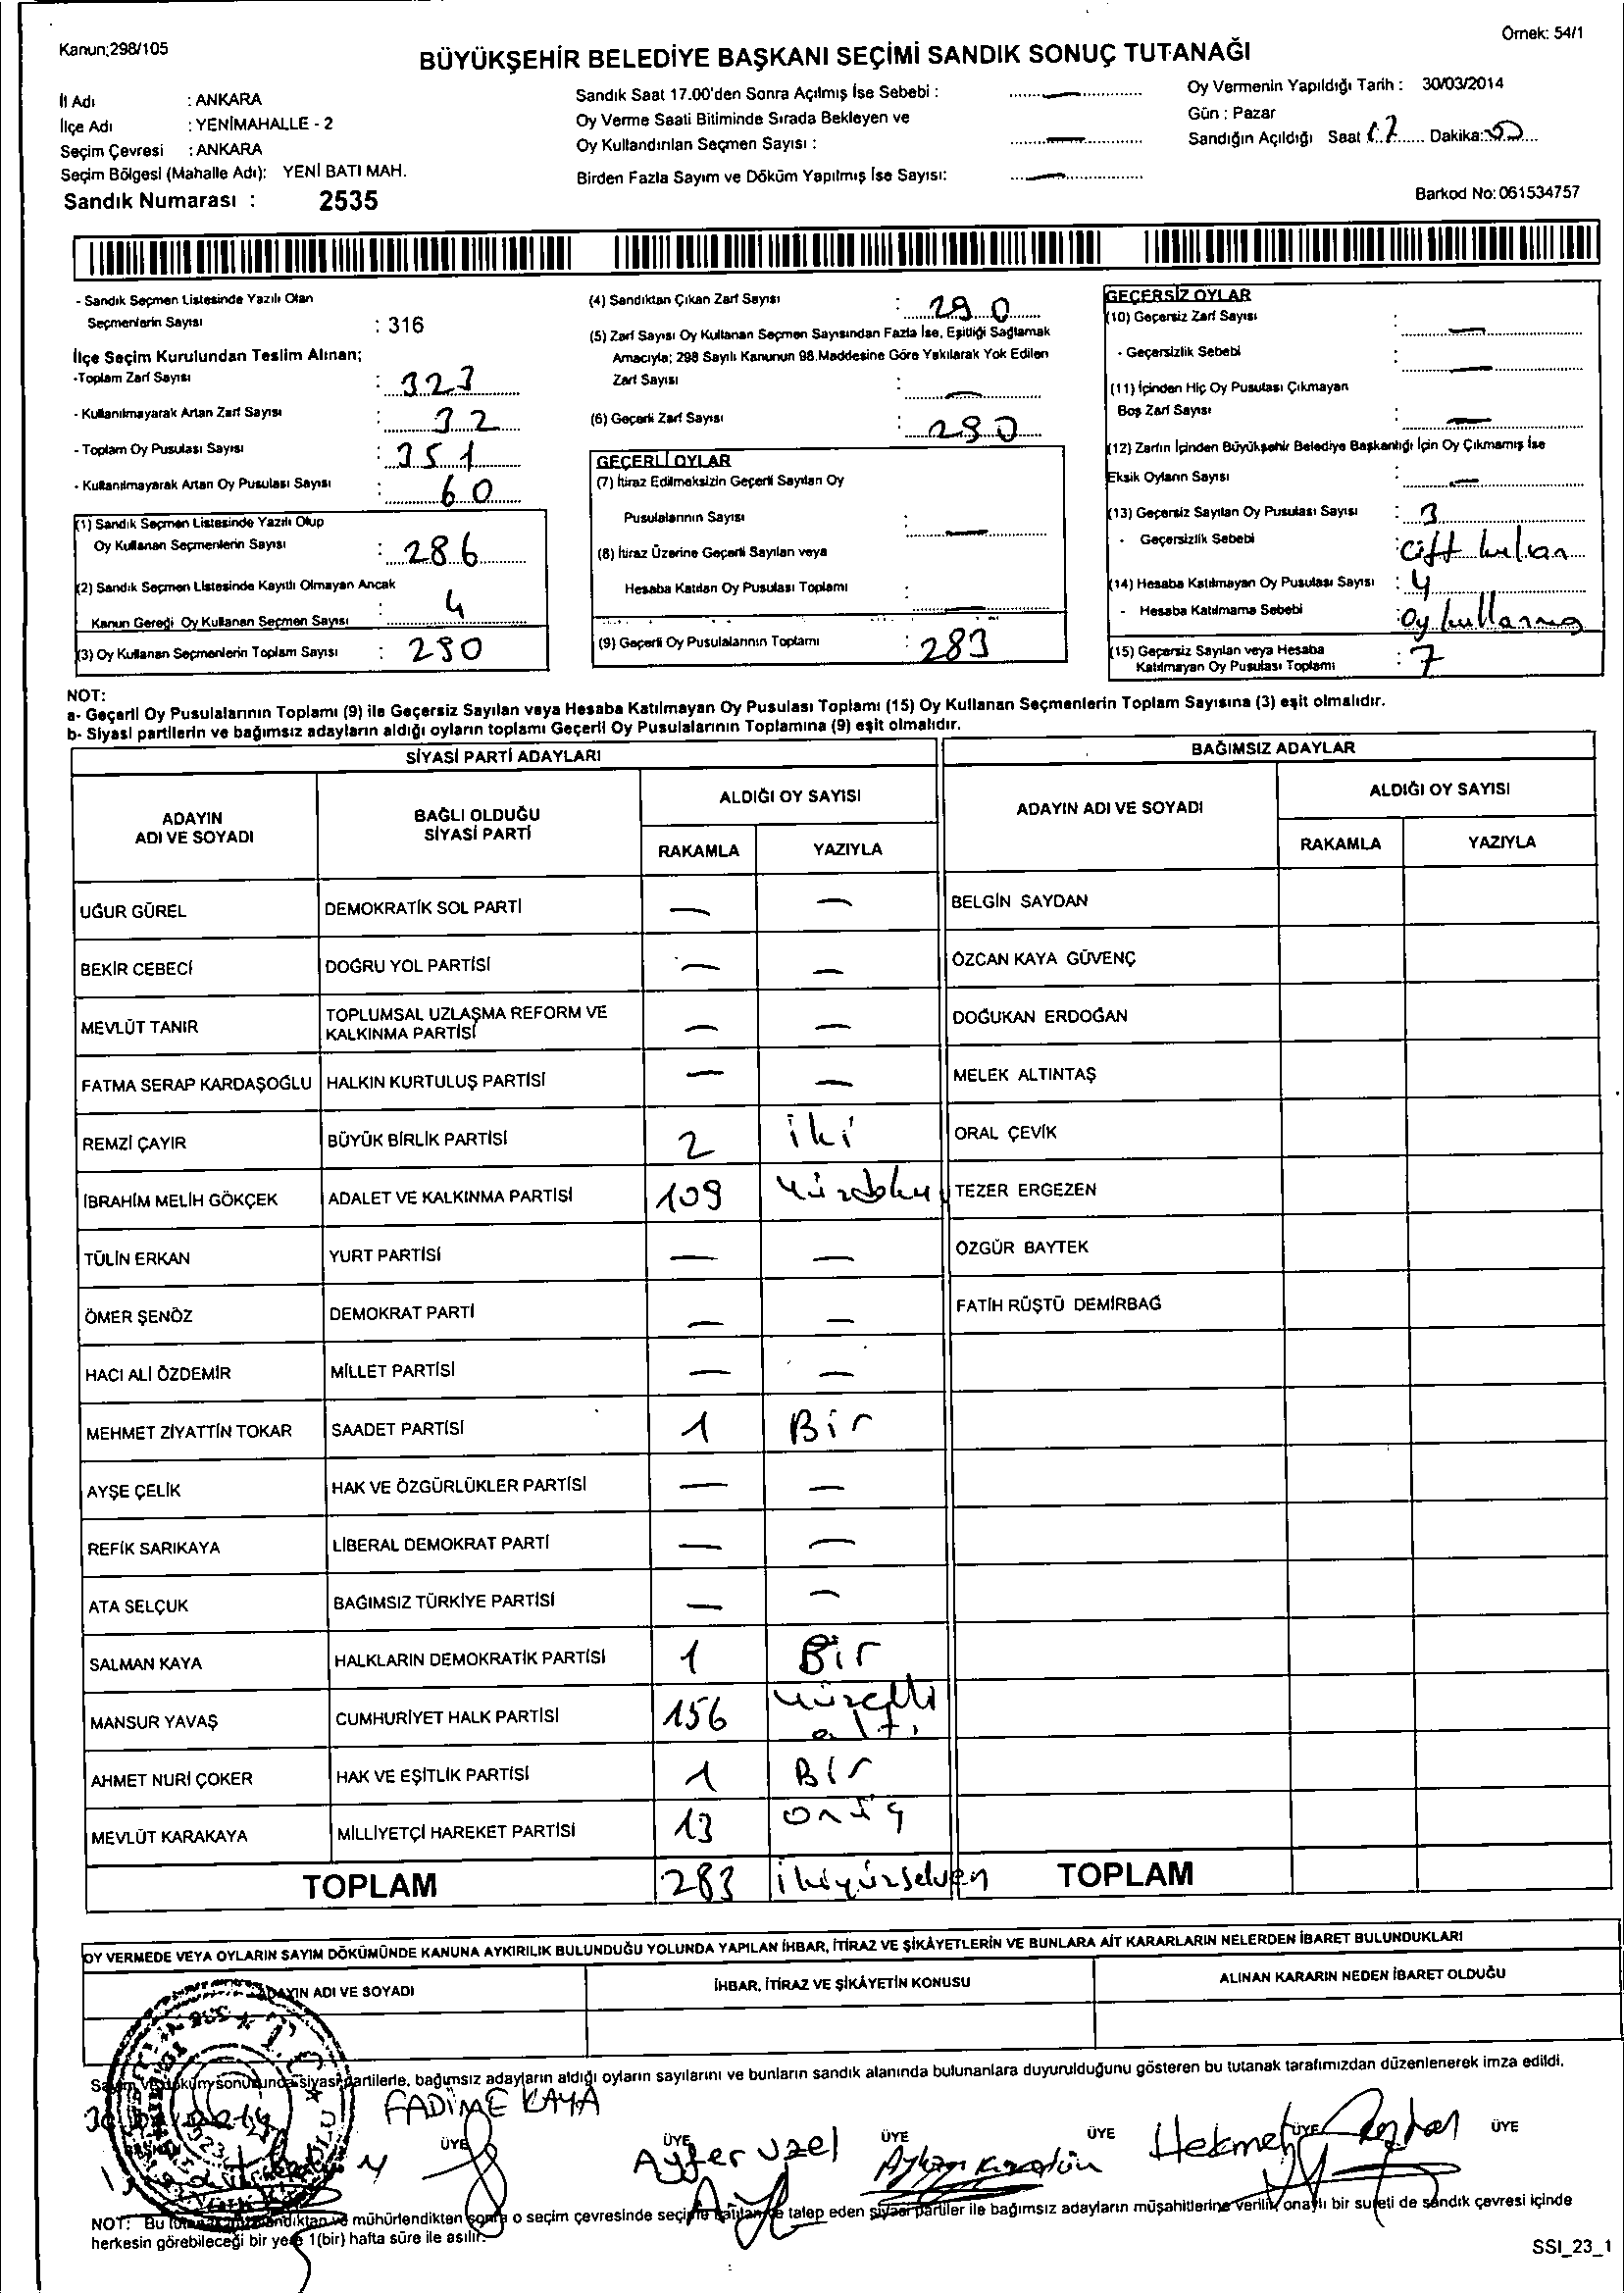 Kanun;298/105
Örnek: 54/1
BÜYÜKŞEHİR BELEDİYE BAŞKANI SEÇİMİ SANDIK SONUÇ TUTANAĞI
İl Adı : ANKARA
İlçe Adı : YENİMAHALLE - 2
Seçim Çevresi : ANKARA
Seçim Bölgesi (Mahalle Adı): YENİ BATI MAH.
Sandık Numarası : 2535
Sandık Saat 17.00'den Sonra Açılmış İse Sebebi : —
Oy Verme Saati Bitiminde Sırada Bekleyen ve
Oy Kullandırılan Seçmen Sayısı : —
Birden Fazla Sayım ve Döküm Yapılmış İse Sayısı: —
Oy Vermenin Yapıldığı Tarih : 30/03/2014
Gün : Pazar
Sandığın Açıldığı Saat 17 Dakika:
Barkod No:061534757
- Sandık Seçmen Listesinde Yazılı Olan
Seçmenlerin Sayısı : 316
İlçe Seçim Kurulundan Teslim Alınan;
-Toplam Zarf Sayısı : 323
- Kullanılmayarak Artan Zarf Sayısı : 32
- Toplam Oy Pusulası Sayısı : 351
- Kullanılmayarak Artan Oy Pusulası Sayısı : 60
(1) Sandık Seçmen Listesinde Yazılı Olup
Oy Kullanan Seçmenlerin Sayısı : 286
(2) Sandık Seçmen Listesinde Kayıtlı Olmayan Ancak
Kanun Gereği Oy Kullanan Seçmen Sayısı : 4
(3) Oy Kullanan Seçmenlerin Toplam Sayısı : 290
(4) Sandıktan Çıkan Zarf Sayısı : 290
(5) Zarf Sayısı Oy Kullanan Seçmen Sayısından Fazla İse, Eşitliği Sağlamak
Amacıyla; 298 Sayılı Kanunun 98.Maddesine Göre Yakılarak Yok Edilen
Zarf Sayısı : —
(6) Geçerli Zarf Sayısı : 290
GEÇERLİ OYLAR
(7) İtiraz Edilmeksizin Geçerli Sayılan Oy
Pusulalarının Sayısı : —
(8) İtiraz Üzerine Geçerli Sayılan veya
Hesaba Katılan Oy Pusulası Toplamı :
(9) Geçerli Oy Pusulalarının Toplamı : 283
GEÇERSİZ OYLAR
(10) Geçersiz Zarf Sayısı : —
- Geçersizlik Sebebi : —
(11) İçinden Hiç Oy Pusulası Çıkmayan
Boş Zarf Sayısı : —
(12) Zarfın İçinden Büyükşehir Belediye Başkanlığı İçin Oy Çıkmamış İse
Eksik Oyların Sayısı : —
(13) Geçersiz Sayılan Oy Pusulası Sayısı : 3
- Geçersizlik Sebebi : Çift
(14) Hesaba Katılmayan Oy Pusulası Sayısı : 4
- Hesaba Katılmama Sebebi : oy
(15) Geçersiz Sayılan veya Hesaba
Katılmayan Oy Pusulası Toplamı : 7
NOT:
a- Geçerli Oy Pusulalarının Toplamı (9) ile Geçersiz Sayılan veya Hesaba Katılmayan Oy Pusulası Toplamı (15) Oy Kullanan Seçmenlerin Toplam Sayısına (3) eşit olmalıdır.
b- Siyasi partilerin ve bağımsız adayların aldığı oyların toplamı Geçerli Oy Pusulalarının Toplamına (9) eşit olmalıdır.
SİYASİ PARTİ ADAYLARI
BAĞIMSIZ ADAYLAR
ADAYIN
ADI VE SOYADI
BAĞLI OLDUĞU
SİYASİ PARTİ
ALDIĞI OY SAYISI
RAKAMLA YAZIYLA
ADAYIN ADI VE SOYADI
ALDIĞI OY SAYISI
RAKAMLA YAZIYLA
UĞUR GÜREL DEMOKRATİK SOL PARTİ — — BELGİN SAYDAN
BEKİR CEBECİ DOĞRU YOL PARTİSİ — — ÖZCAN KAYA GÜVENÇ
MEVLÜT TANIR TOPLUMSAL UZLAŞMA REFORM VE
KALKINMA PARTİSİ — — DOĞUKAN ERDOĞAN
FATMA SERAP KARDAŞOĞLU HALKIN KURTULUŞ PARTİSİ — — MELEK ALTINTAŞ
REMZİ ÇAYIR BÜYÜK BİRLİK PARTİSİ 2 iki ORAL ÇEVİK
İBRAHİM MELİH GÖKÇEK ADALET VE KALKINMA PARTİSİ 109 TEZER ERGEZEN
TÜLİN ERKAN YURT PARTİSİ — — ÖZGÜR BAYTEK
ÖMER ŞENÖZ DEMOKRAT PARTİ — — FATİH RÜŞTÜ DEMİRBAĞ
HACI ALİ ÖZDEMİR MİLLET PARTİSİ — —
MEHMET ZİYATTİN TOKAR SAADET PARTİSİ 1 Bir
AYŞE ÇELİK HAK VE ÖZGÜRLÜKLER PARTİSİ — —
REFİK SARIKAYA LİBERAL DEMOKRAT PARTİ — —
ATA SELÇUK BAĞIMSIZ TÜRKİYE PARTİSİ — —
SALMAN KAYA HALKLARIN DEMOKRATİK PARTİSİ 1 Bir
MANSUR YAVAŞ CUMHURİYET HALK PARTİSİ 156 yüzelli
altı
AHMET NURİ ÇOKER HAK VE EŞİTLİK PARTİSİ 1 Bir
MEVLÜT KARAKAYA MİLLİYETÇİ HAREKET PARTİSİ 13 onüç
TOPLAM 283 TOPLAM
OY VERMEDE VEYA OYLARIN SAYIM DÖKÜMÜNDE KANUNA AYKIRILIK BULUNDUĞU YOLUNDA YAPILAN İHBAR, İTİRAZ VE ŞİKÂYETLERİN VE BUNLARA AİT KARARLARIN NELERDEN İBARET BULUNDUKLARI
ADAYIN ADI VE SOYADI İHBAR, İTİRAZ VE ŞİKÂYETİN KONUSU ALINAN KARARIN NEDEN İBARET OLDUĞU
Sayım ve döküm sonucunda siyasi partilerle, bağımsız adayların aldığı oyların sayılarını ve bunların sandık alanında bulunanlara duyurulduğunu gösteren bu tutanak tarafımızdan düzenlenerek imza edildi.
FADİME KAYA
BAŞKAN ÜYE ÜYE ÜYE ÜYE ÜYE ÜYE
Ayfer uzel
NOT: Bu tutanak mühürlendikten sonra o seçim çevresinde seçime katılan ve talep eden siyasi partiler ile bağımsız adayların müşahitlerine verilir, onaylı bir sureti de sandık çevresi içinde
herkesin görebileceği bir yere 1(bir) hafta süre ile asılır.
SSI_23_1